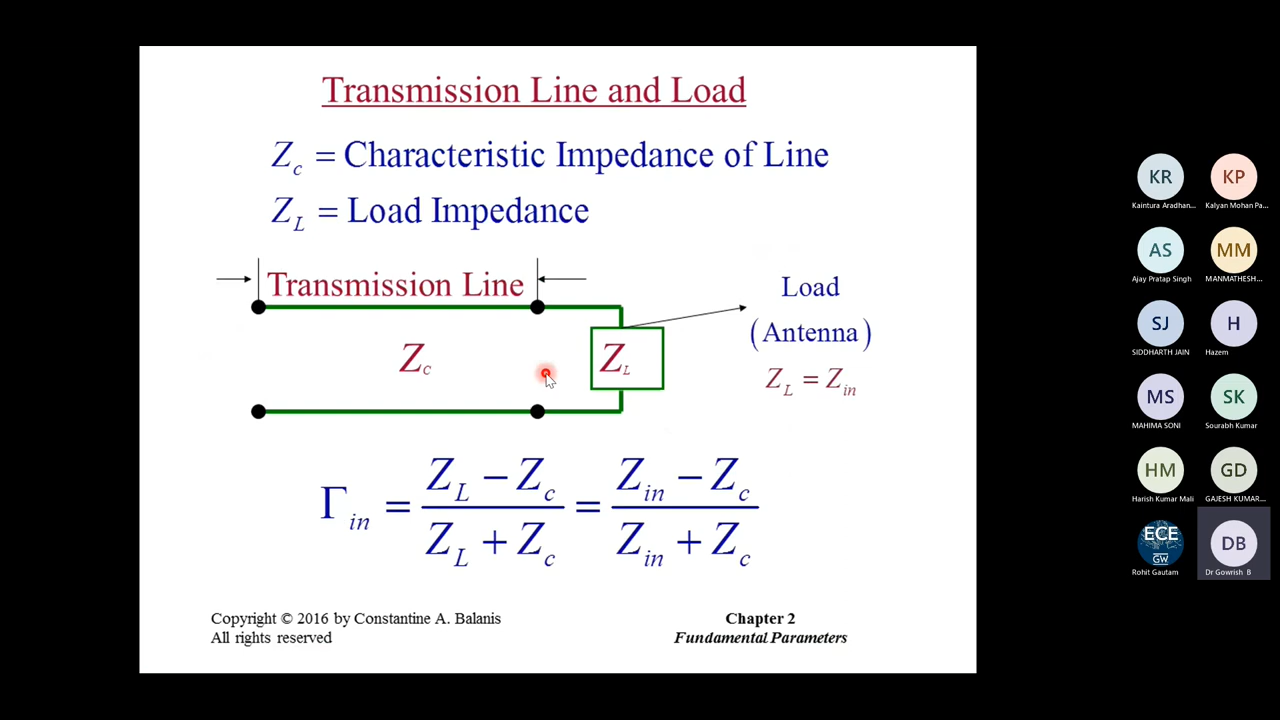 Transmission Line and Load
Z_c = Characteristic Impedance of Line
Z_L = Load Impedance
Transmission Line
Z_C
Z_L
Load
(Antenna)
Z_L = Z_in
Γ_in = (Z_L − Z_c)/(Z_L + Z_c) = (Z_in − Z_c)/(Z_in + Z_c)
Copyright © 2016 by Constantine A. Balanis
All rights reserved
Chapter 2
Fundamental Parameters
KR
Kaintura Aradhan...
KP
Kalyan Mohan Pa...
AS
Ajay Pratap Singh
MM
MANMATHESH...
SJ
SIDDHARTH JAIN
H
Hazem
MS
MAHIMA SONI
SK
Sourabh Kumar
HM
Harish Kumar Mali
GD
GAJESH KUMAR...
ECE
GW
Rohit Gautam
DB
Dr Gowrish B